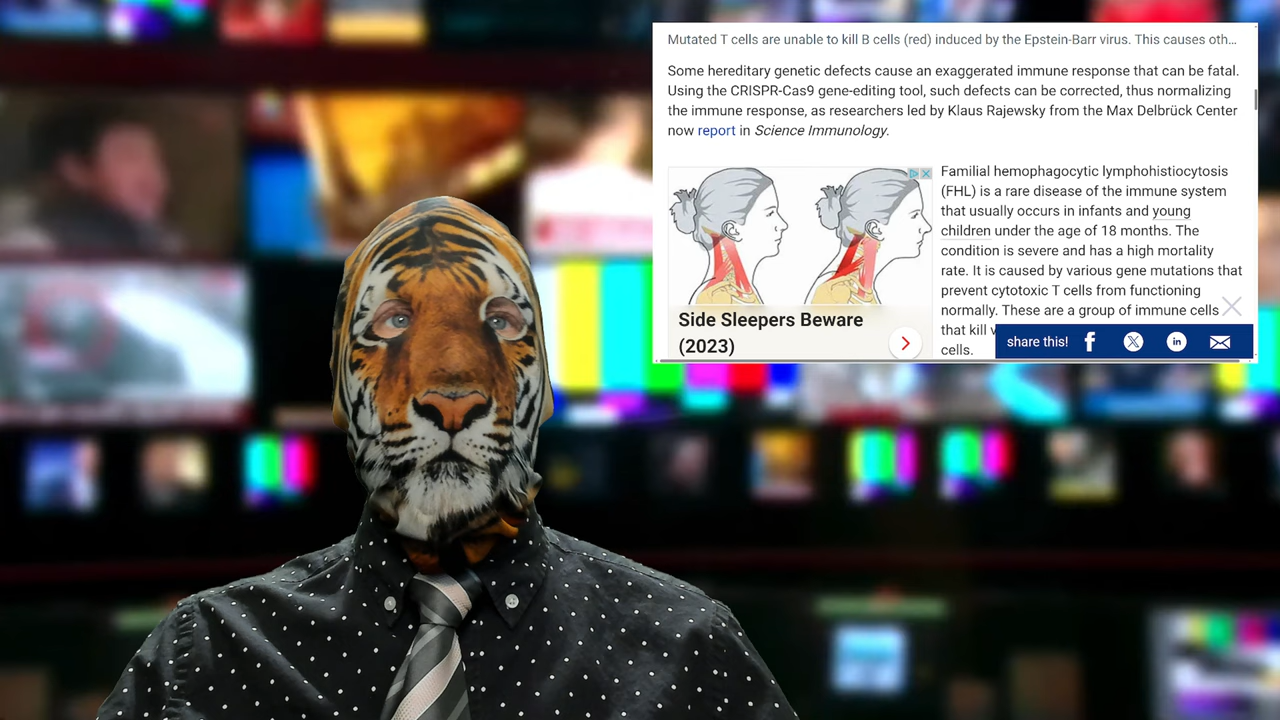 Mutated T cells are unable to kill B cells (red) induced by the Epstein-Barr virus. This causes oth…
Some hereditary genetic defects cause an exaggerated immune response that can be fatal.
Using the CRISPR-Cas9 gene-editing tool, such defects can be corrected, thus normalizing
the immune response, as researchers led by Klaus Rajewsky from the Max Delbrück Center
now report in Science Immunology.
Side Sleepers Beware
(2023)
Familial hemophagocytic lymphohistiocytosis
(FHL) is a rare disease of the immune system
that usually occurs in infants and young
children under the age of 18 months. The
condition is severe and has a high mortality
rate. It is caused by various gene mutations that
prevent cytotoxic T cells from functioning
normally. These are a group of immune cells
that kill
cells.
share this!